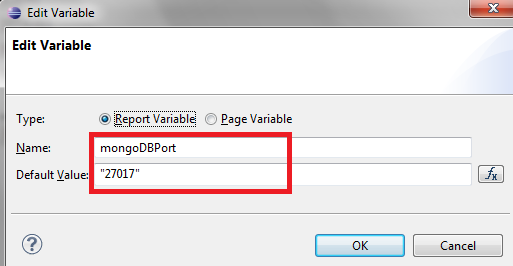 Edit Variable
Edit Variable
Type: Report Variable Page Variable
Name: mongoDBPort
Default Value: "27017" fx
? OK Cancel